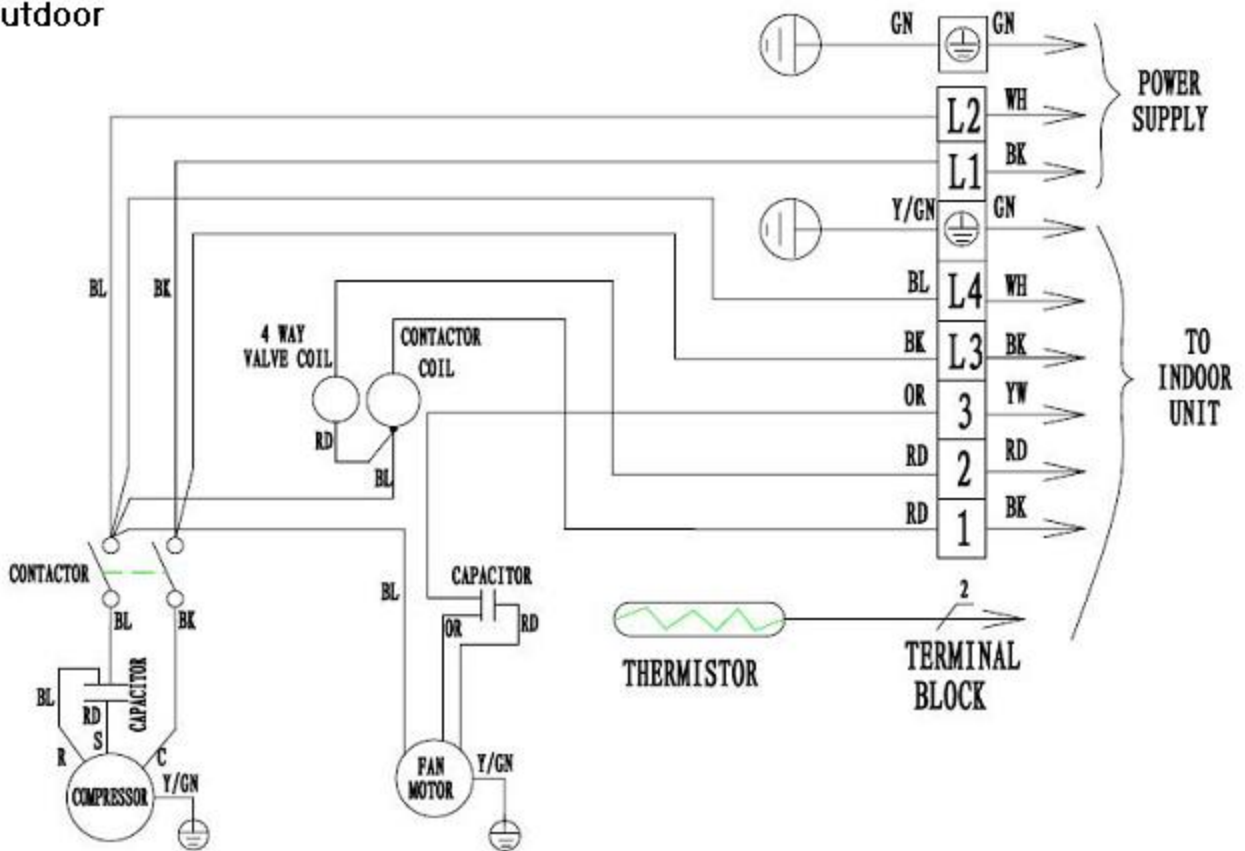 utdoor
GN
GN
L2
WH
POWER
SUPPLY
L1
BK
Y/GN
GN
BL
BK
BL
L4
WH
4 WAY
VALVE COIL
CONTACTOR
COIL
BK
L3
BK
TO
INDOOR
UNIT
OR
3
YW
RD
BL
RD
2
RD
RD
1
BK
CONTACTOR
BL
BK
BL
CAPACITOR
OR
RD
2
THERMISTOR
TERMINAL
BLOCK
BL
RD
CAPACITOR
S
R
C
COMPRESSOR
Y/GN
FAN
MOTOR
Y/GN